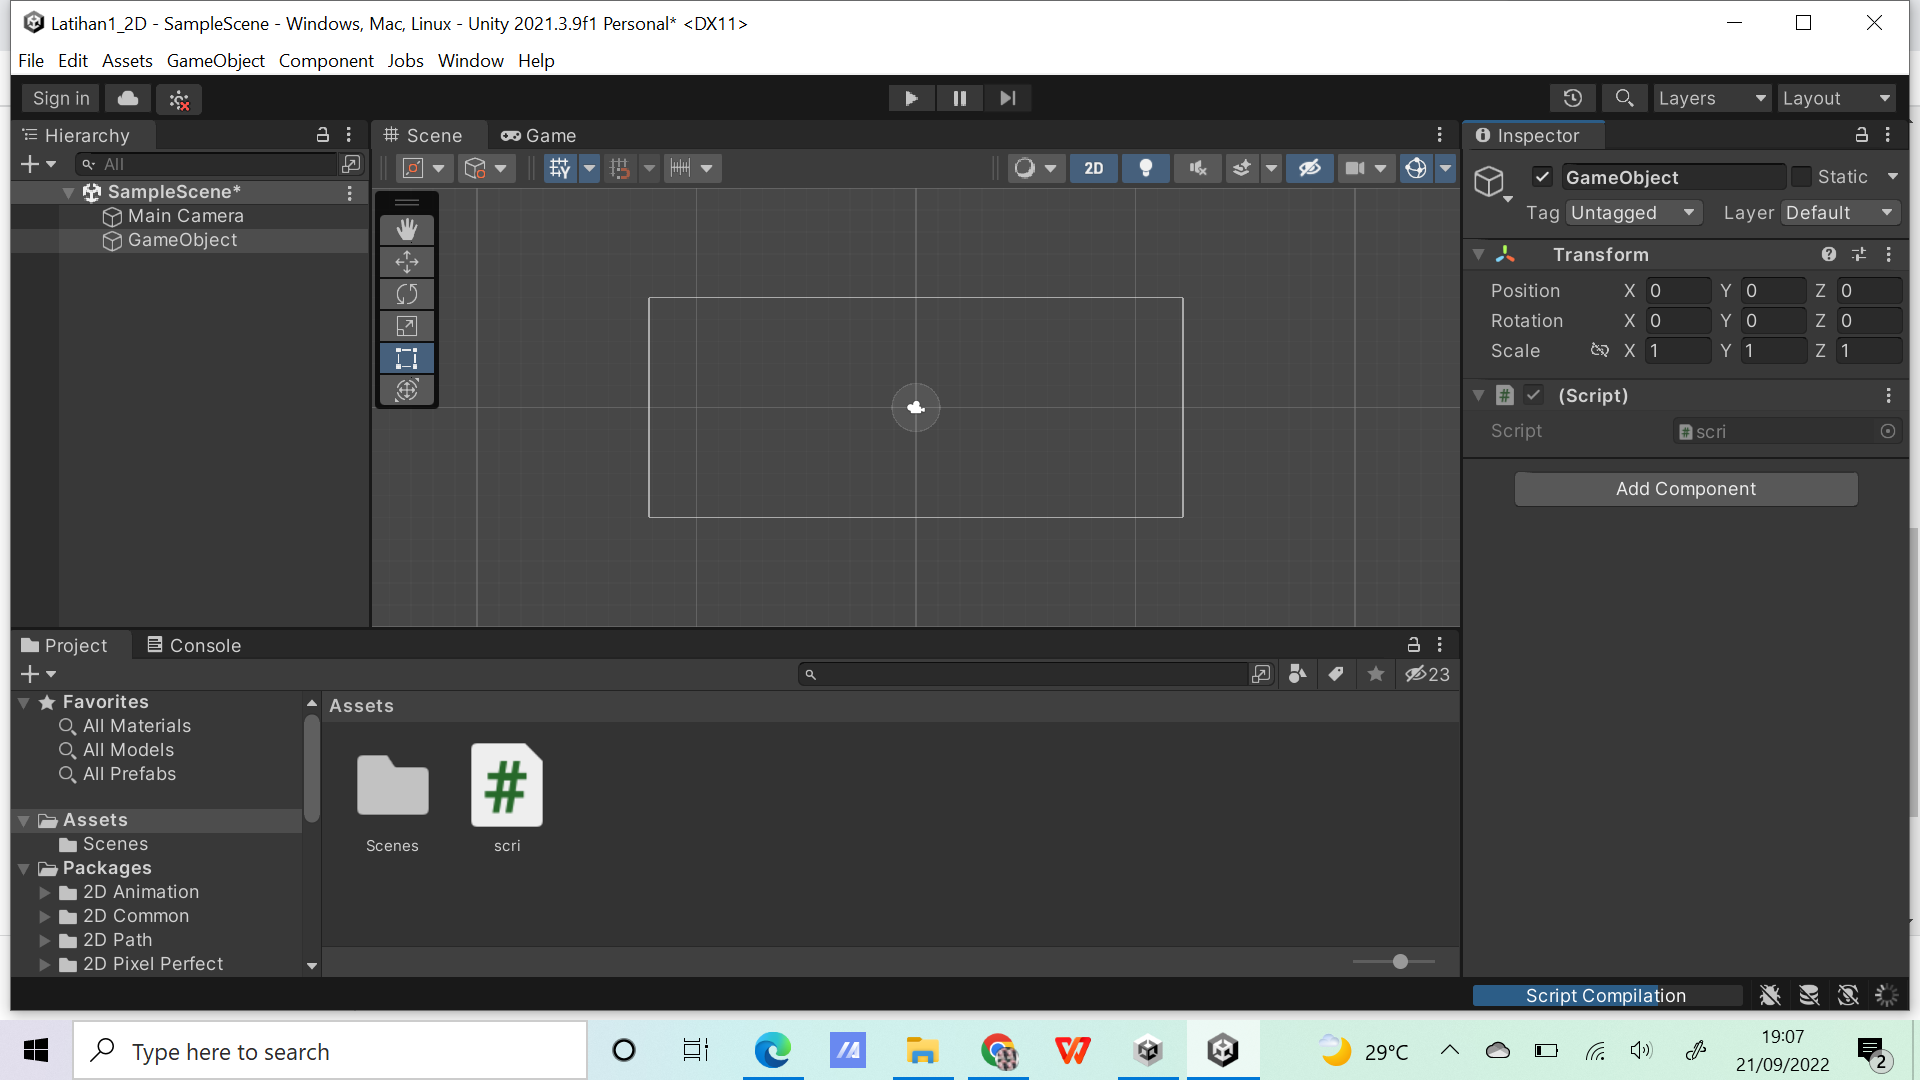 Latihan1_2D - SampleScene - Windows, Mac, Linux - Unity 2021.3.9f1 Personal* <DX11>
File Edit Assets GameObject Component Jobs Window Help
Sign in
Layers
Layout
Hierarchy
All
SampleScene*
Main Camera
GameObject
Scene
Game
2D
Inspector
GameObject
Static
Tag Untagged Layer Default
Transform
Position X 0 Y 0 Z 0
Rotation X 0 Y 0 Z 0
Scale X 1 Y 1 Z 1
# (Script)
Script # scri
Add Component
Project
Console
23
Favorites
All Materials
All Models
All Prefabs
Assets
Scenes
Packages
2D Animation
2D Common
2D Path
2D Pixel Perfect
Assets
#
Scenes
scri
Script Compilation
Type here to search
29°C
19:07
21/09/2022
2